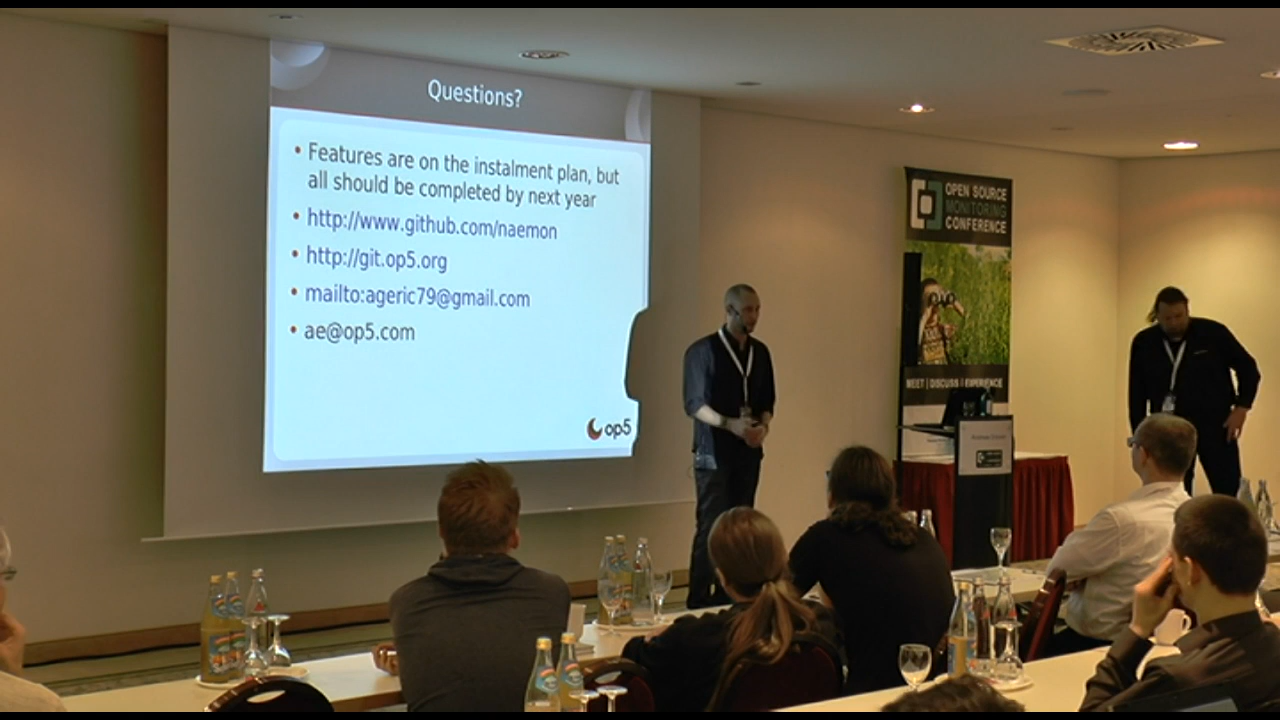 Questions?
• Features are on the instalment plan, but
all should be completed by next year
• http://www.github.com/naemon
• http://git.op5.org
• mailto:ageric79@gmail.com
• ae@op5.com
op5
OPEN SOURCE
MONITORING
CONFERENCE
MEET | DISCUSS | EXPERIENCE